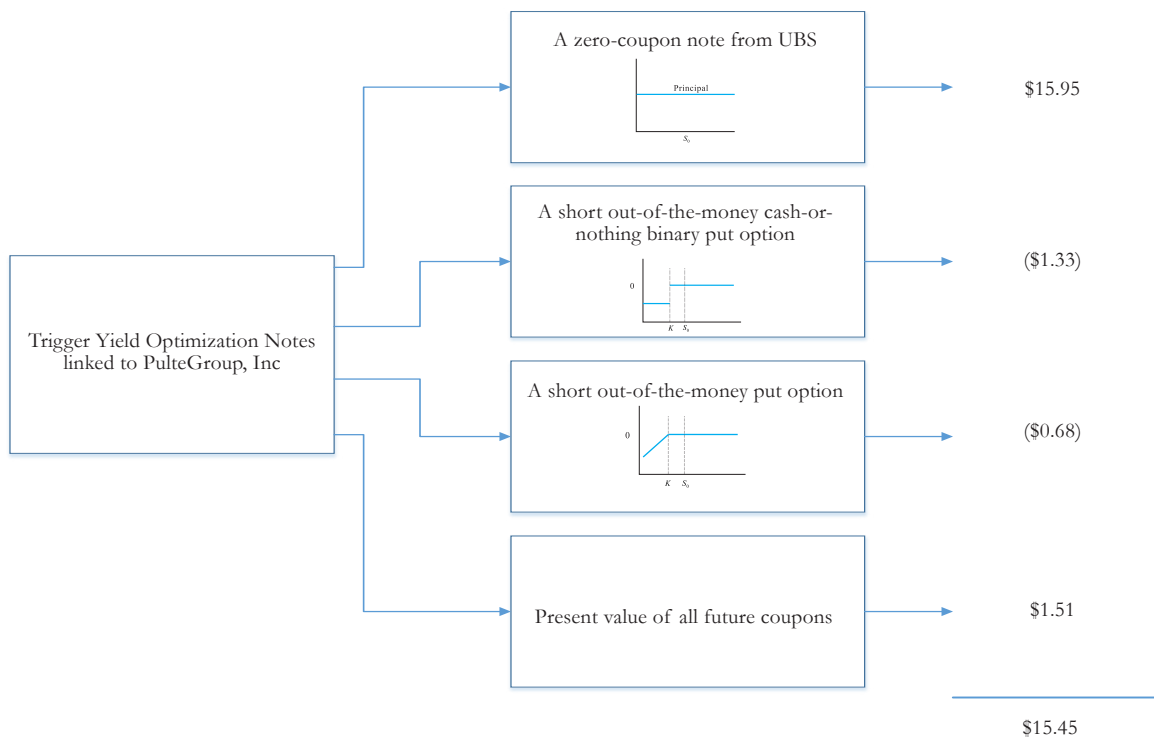 A zero-coupon note from UBS
Principal
S₀
$15.95
A short out-of-the-money cash-or-
nothing binary put option
0
K S₀
($1.33)
Trigger Yield Optimization Notes
linked to PulteGroup, Inc
A short out-of-the-money put option
0
K S₀
($0.68)
Present value of all future coupons
$1.51
$15.45